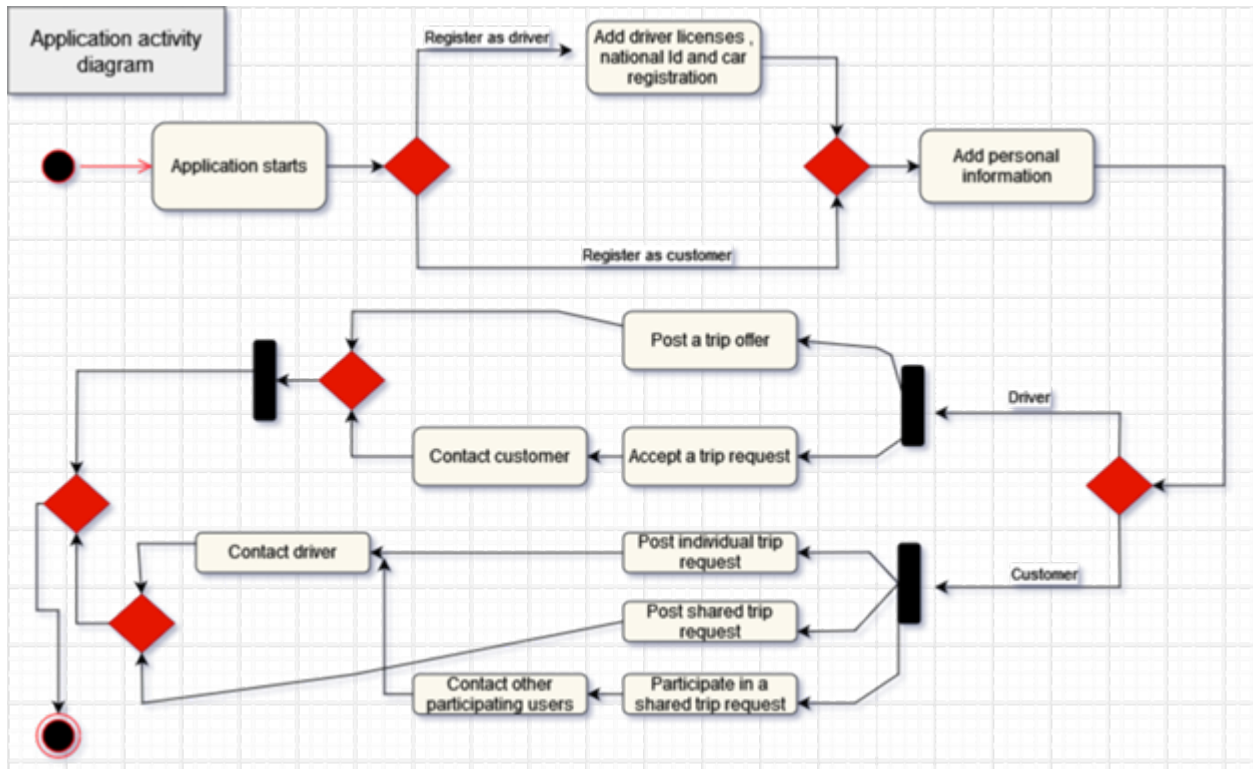 Application activity
diagram
Register as driver
Add driver licenses ,
national Id and car
registration
Application starts
Add personal
information
Register as customer
Post a trip offer
Driver
Contact customer
Accept a trip request
Contact driver
Post individual trip
request
Customer
Post shared trip
request
Contact other
participating users
Participate in a
shared trip request